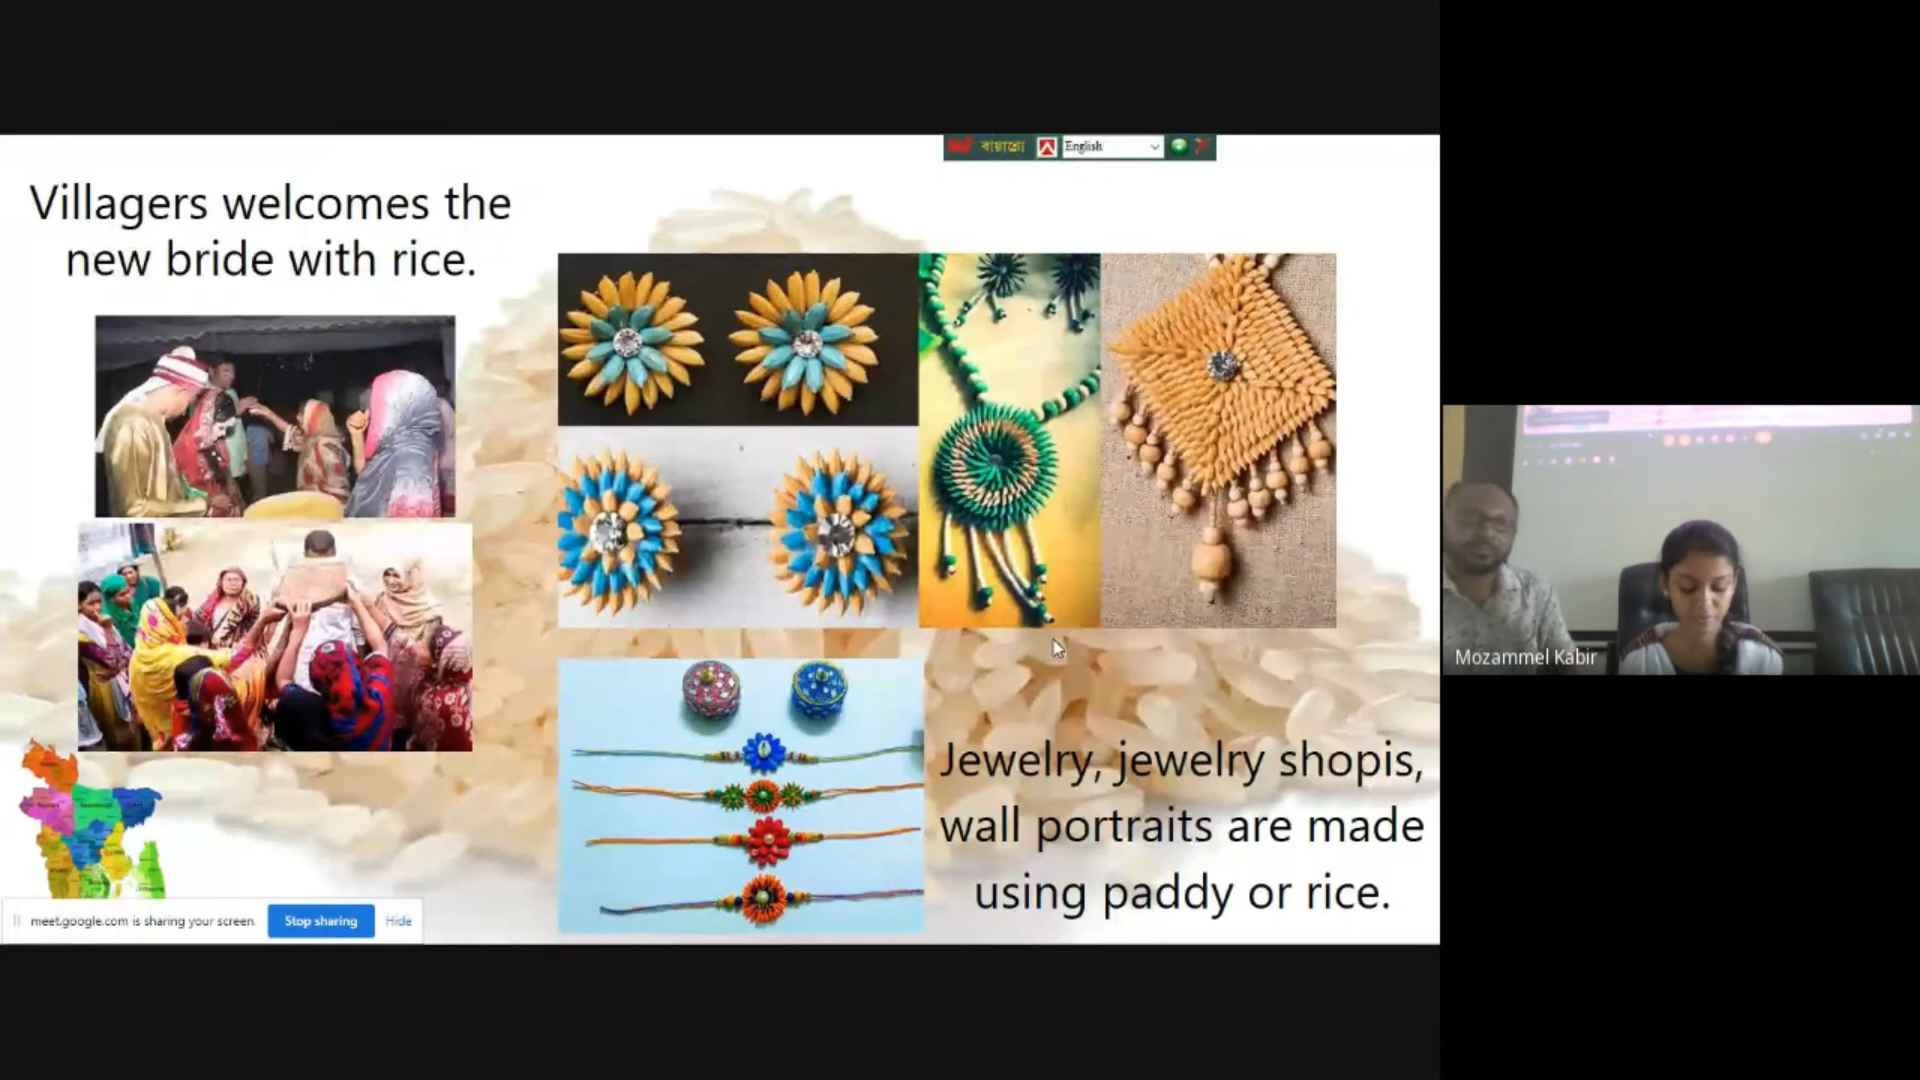 বায়ান্নো
English
Villagers welcomes the
new bride with rice.
Jewelry, jewelry shopis,
wall portraits are made
using paddy or rice.
meet.google.com is sharing your screen.
Stop sharing
Hide
Mozammel Kabir